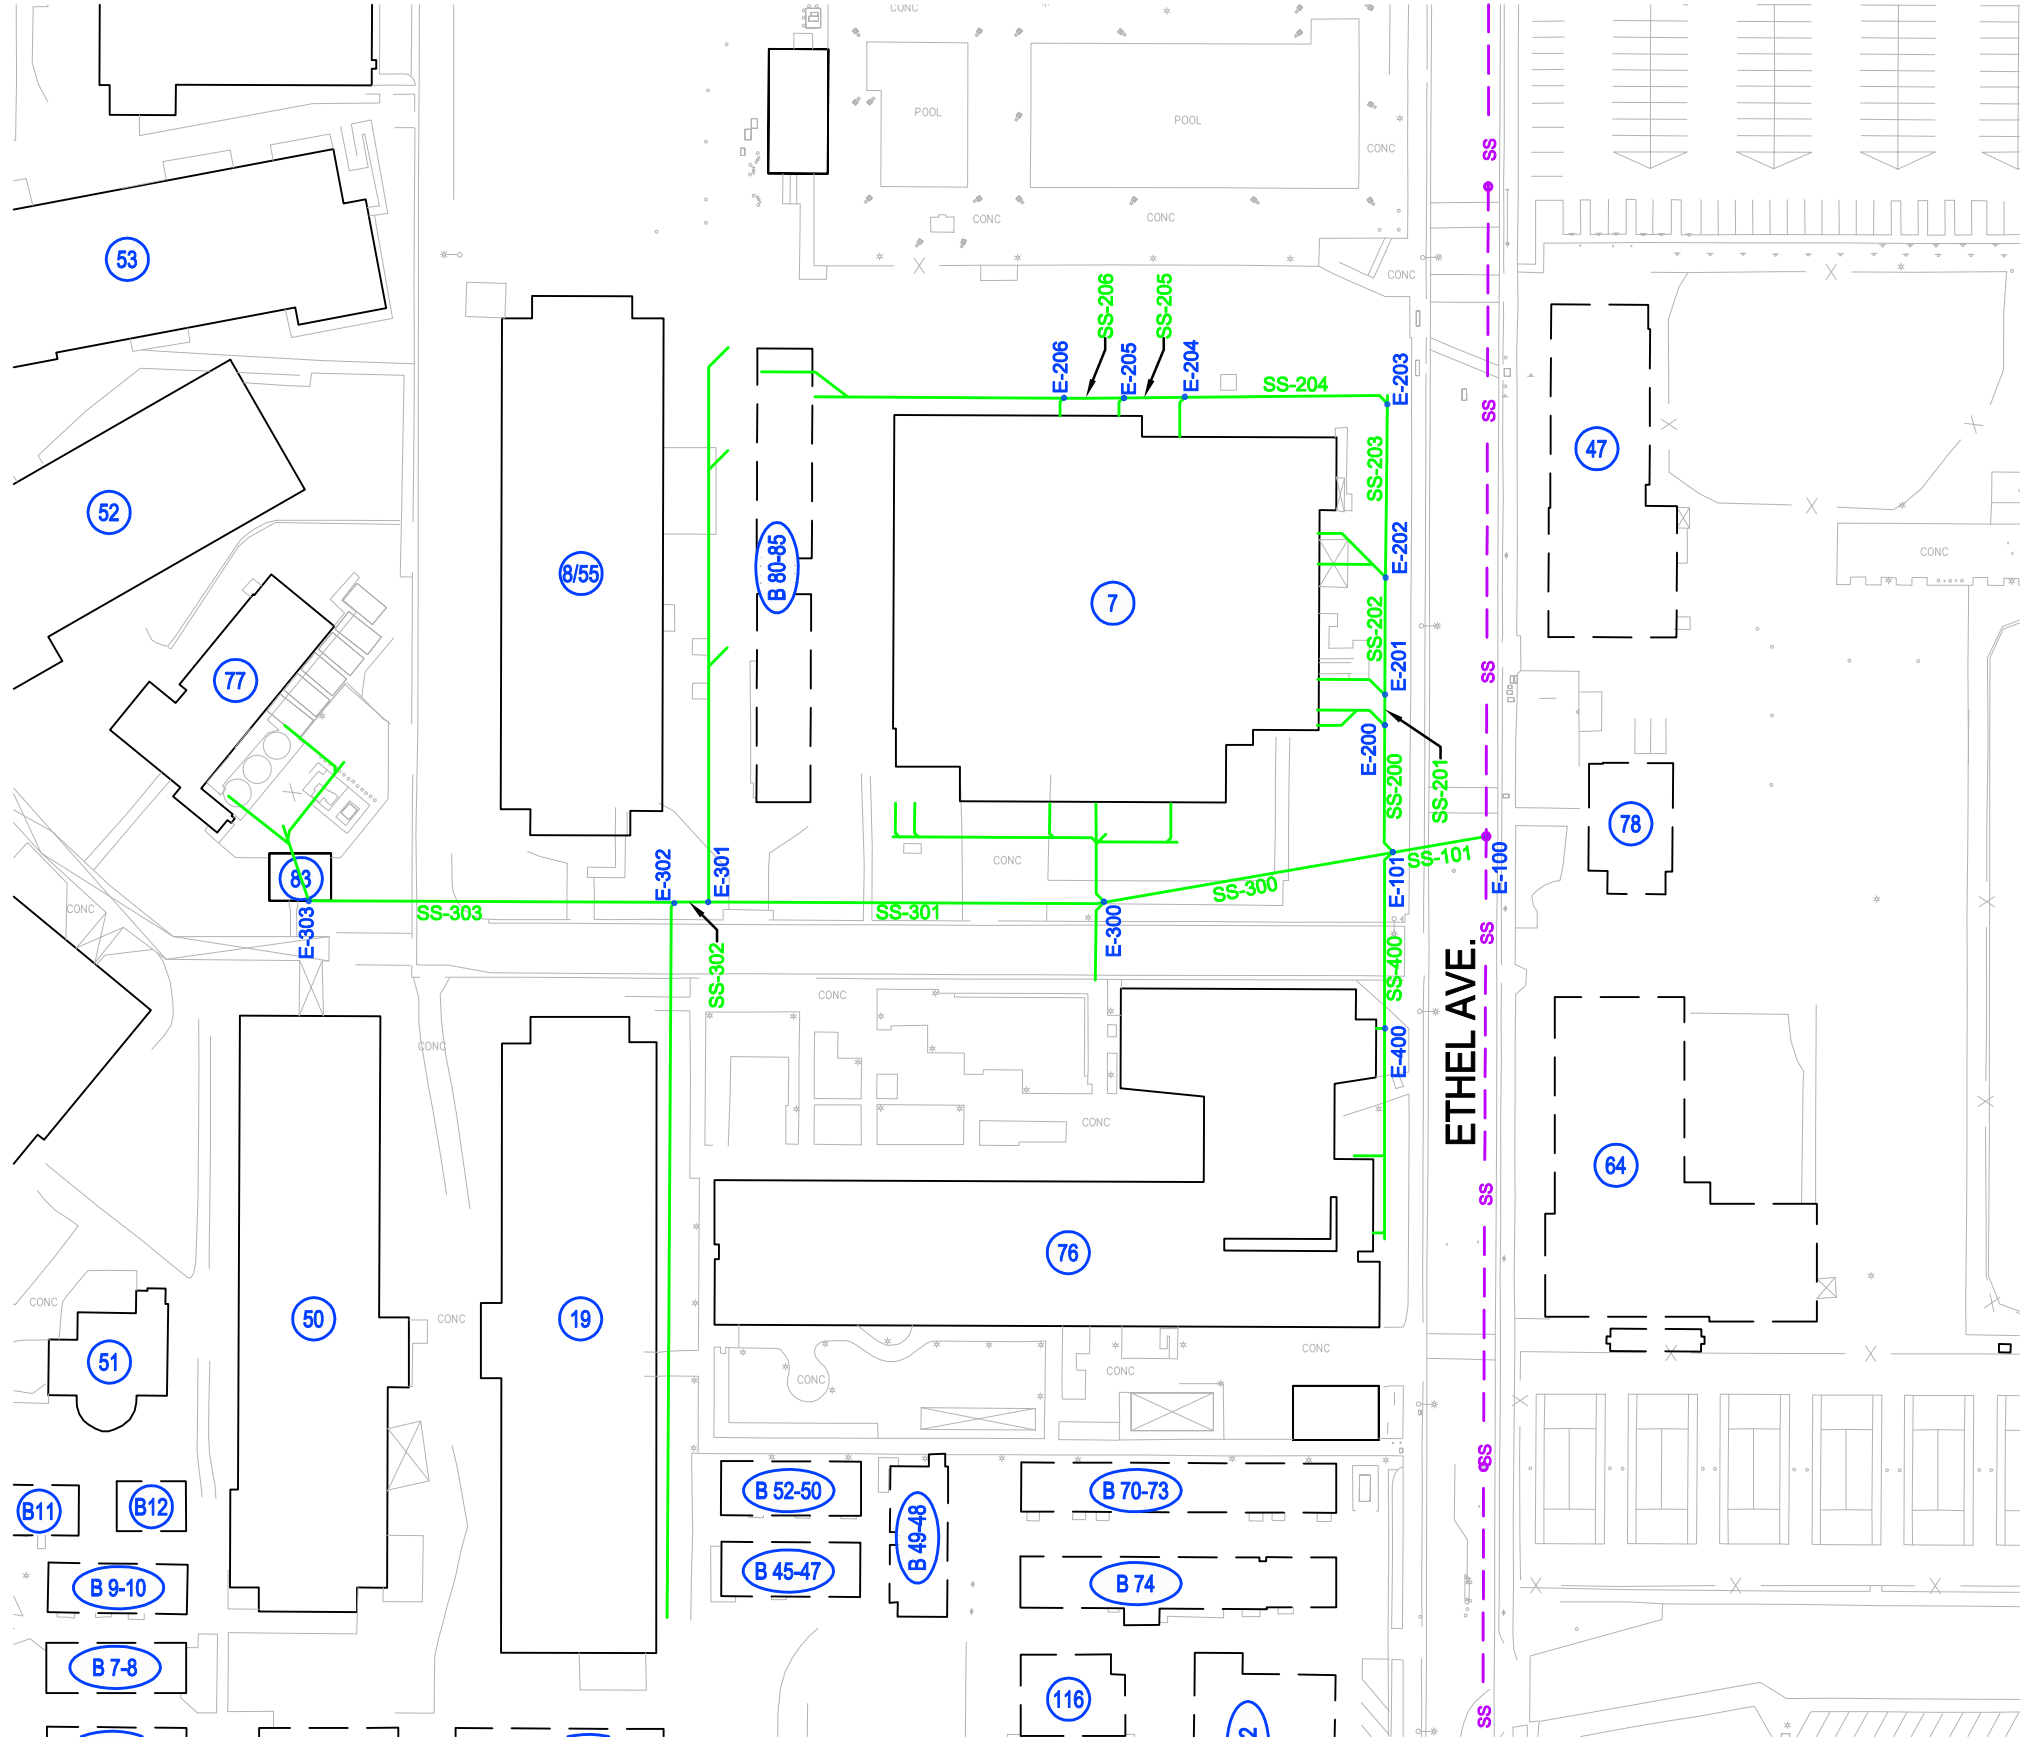 CONC
POOL
POOL
CONC
SS
CONC
CONC
53
CONC
SS-206
SS-205
E-206
E-205
E-204
SS-204
E-203
SS
47
SS-203
52
8/55
B 80-85
7
E-202
CONC
SS-202
E-201
SS
77
E-200
SS-200
SS-201
78
CONC
SS-101
E-100
E-101
83
E-302
E-301
SS-300
CONC
SS-303
SS-301
E-303
E-300
SS
SS-302
SS-400
CONC
CONC
E-400
ETHEL AVE.
CONC
64
SS
76
CONC
50
CONC
19
CONC
51
CONC
CONC
CONC
SS
B11
B12
B 52-50
B 49-48
B 70-73
B 9-10
B 45-47
B 74
B 7-8
116
SS
2